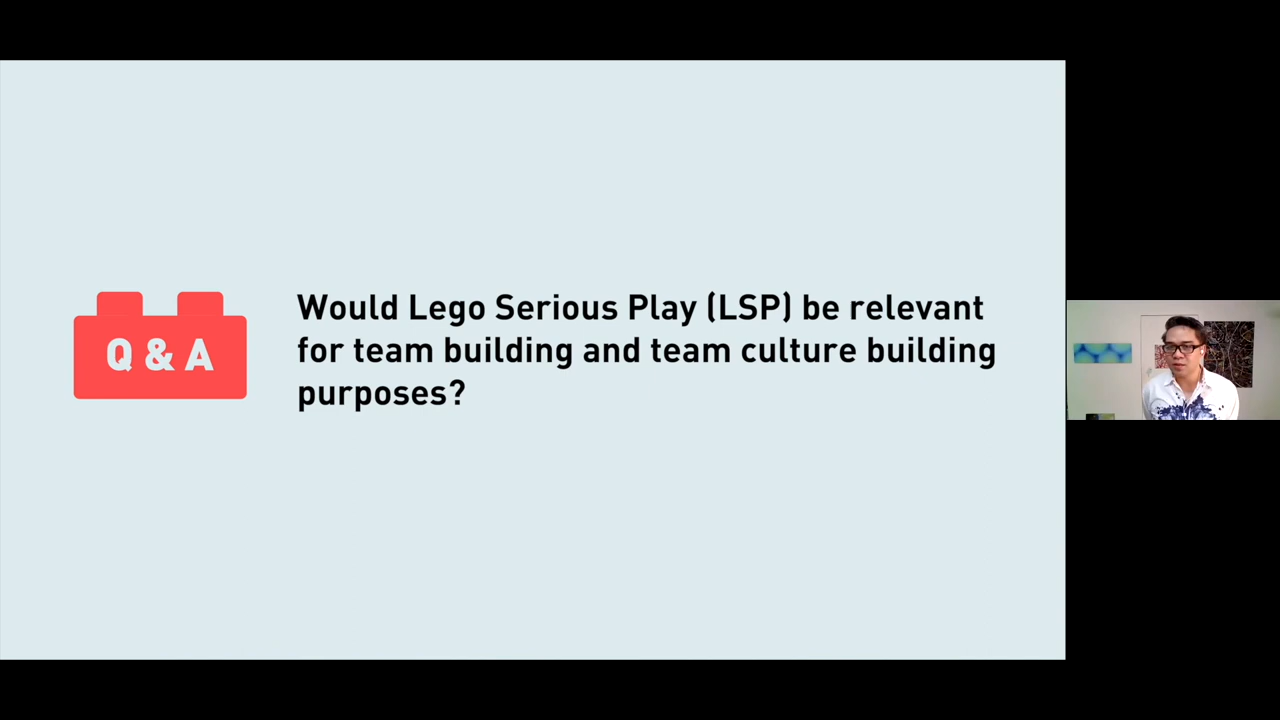 Q & A
Would Lego Serious Play (LSP) be relevant
for team building and team culture building
purposes?